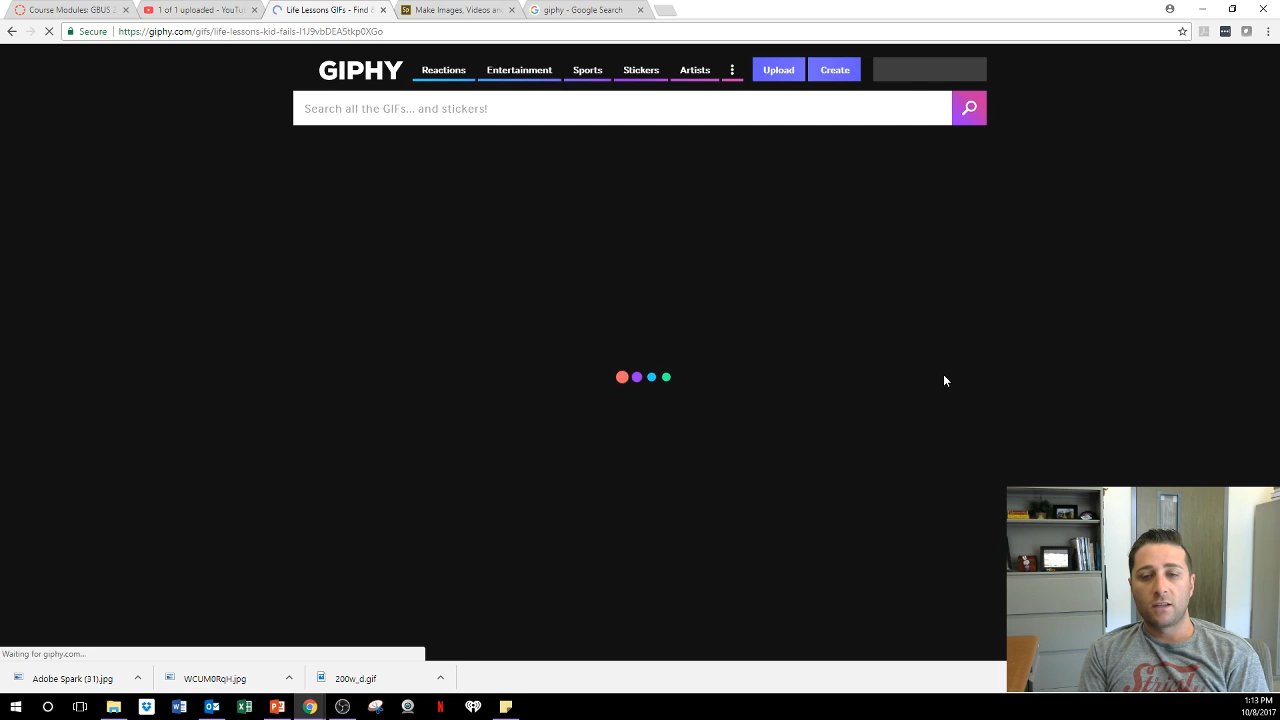 Course Modules: GBUS 2
1 of 1 uploaded - YouTu
Life Lessons GIFs - Find &
Make Images, Videos and
giphy - Google Search
Secure
https://giphy.com/gifs/life-lessons-kid-fails-l1J9vbDEA5tkp0XGo
GIPHY
Reactions
Entertainment
Sports
Stickers
Artists
Upload
Create
Search all the GIFs... and stickers!
Waiting for giphy.com...
Adobe Spark (31).jpg
WCUM0RqH.jpg
200w_d.gif
Strictly
1:13 PM
10/8/2017